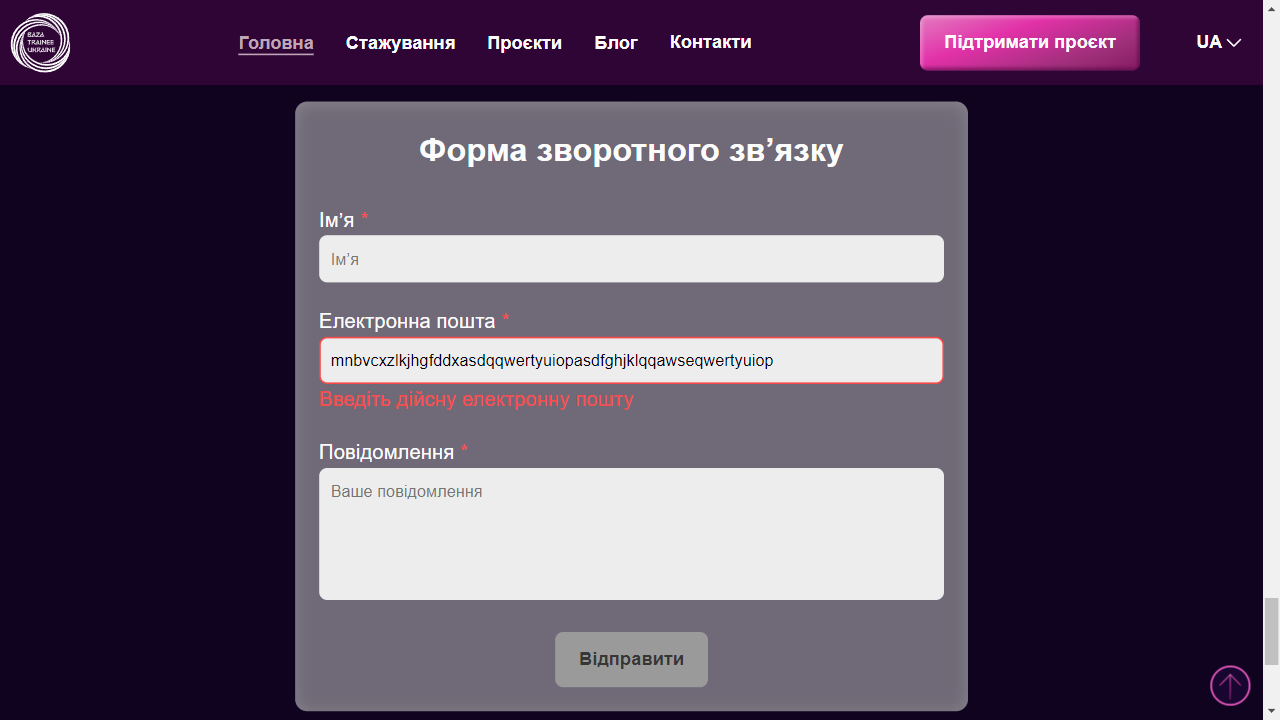 BAZA
TRAINEE
UKRAINE
Головна
Стажування
Проєкти
Блог
Контакти
Підтримати проєкт
UA
Форма зворотного зв’язку
Ім’я *
Ім’я
Електронна пошта *
mnbvcxzlkjhgfddxasdqqwertyuiopasdfghjklqqawseqwertyuiop
Введіть дійсну електронну пошту
Повідомлення *
Ваше повідомлення
Відправити